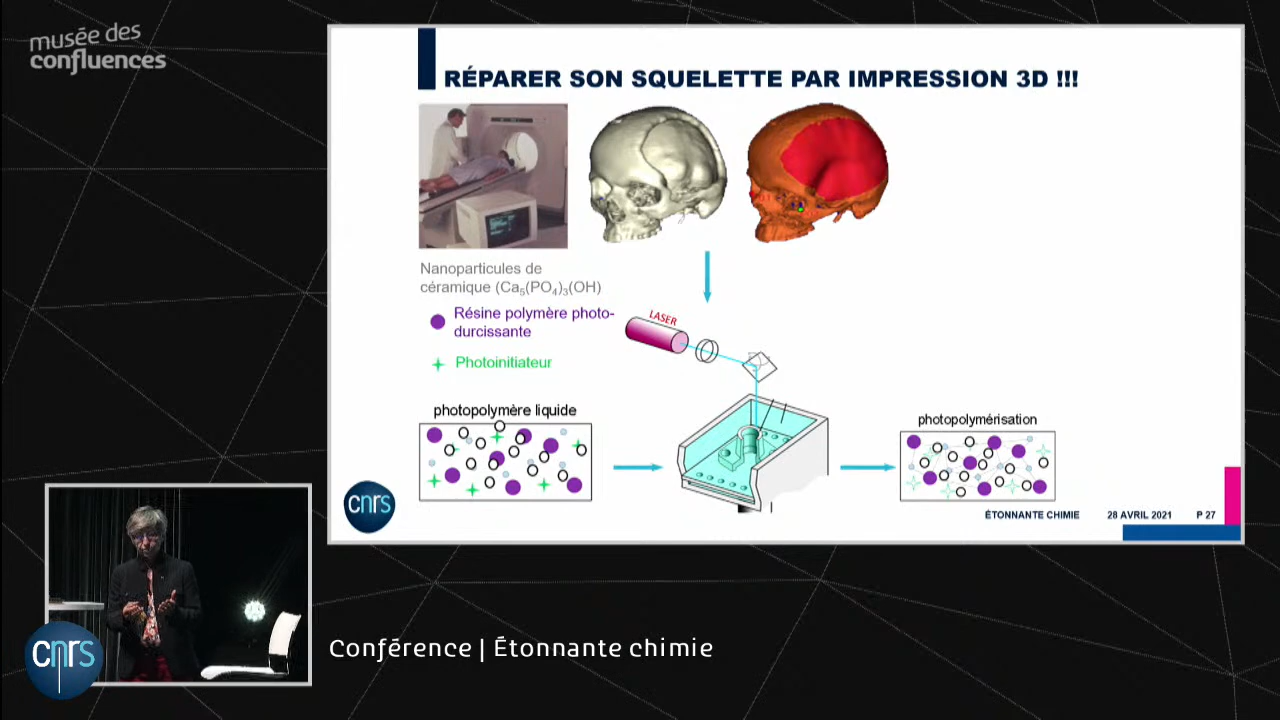 musée des
confluences
RÉPARER SON SQUELETTE PAR IMPRESSION 3D !!!
Nanoparticules de
céramique (Ca₅(PO₄)₃(OH)
Résine polymère photo-
durcissante
Photoinitiateur
LASER
photopolymère liquide
photopolymérisation
cnrs
ÉTONNANTE CHIMIE 28 AVRIL 2021 P 27
cnrs
Conférence | Étonnante chimie